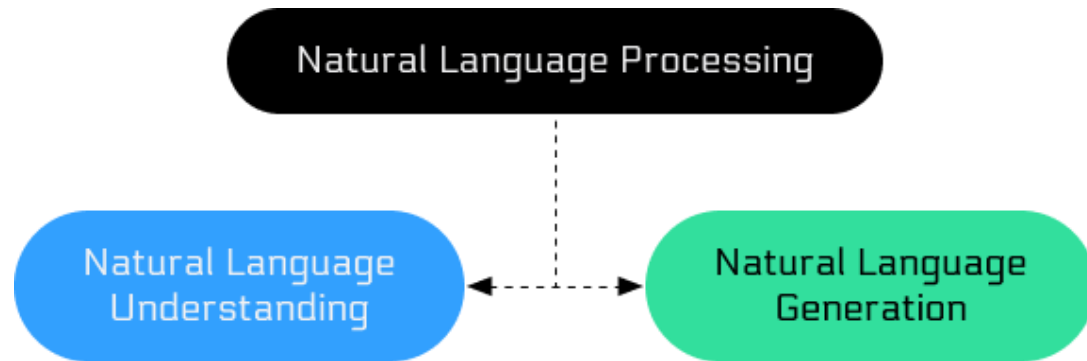 Natural Language Processing
Natural Language
Understanding
Natural Language
Generation